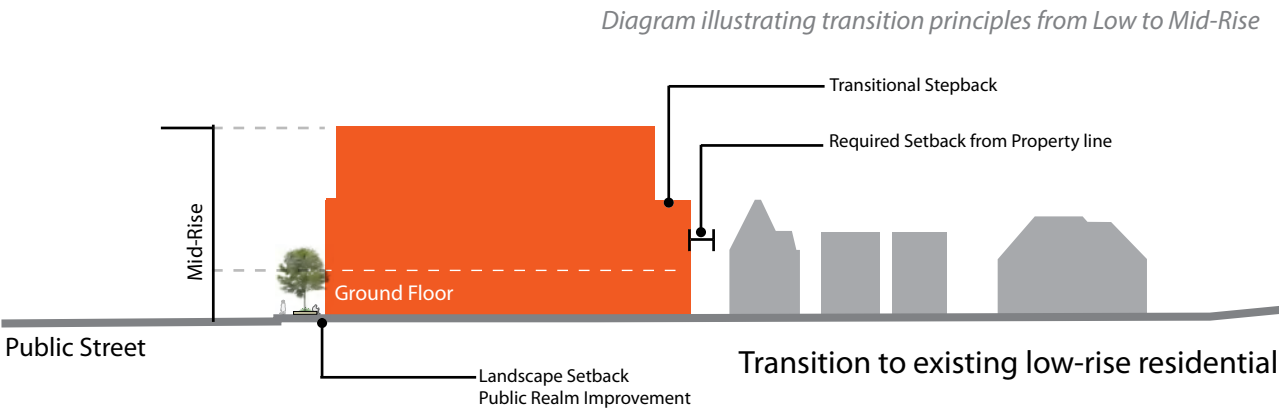 Diagram illustrating transition principles from Low to Mid-Rise
Transitional Stepback
Required Setback from Property line
Mid-Rise
Ground Floor
Public Street
Transition to existing low-rise residential
Landscape Setback
Public Realm Improvement